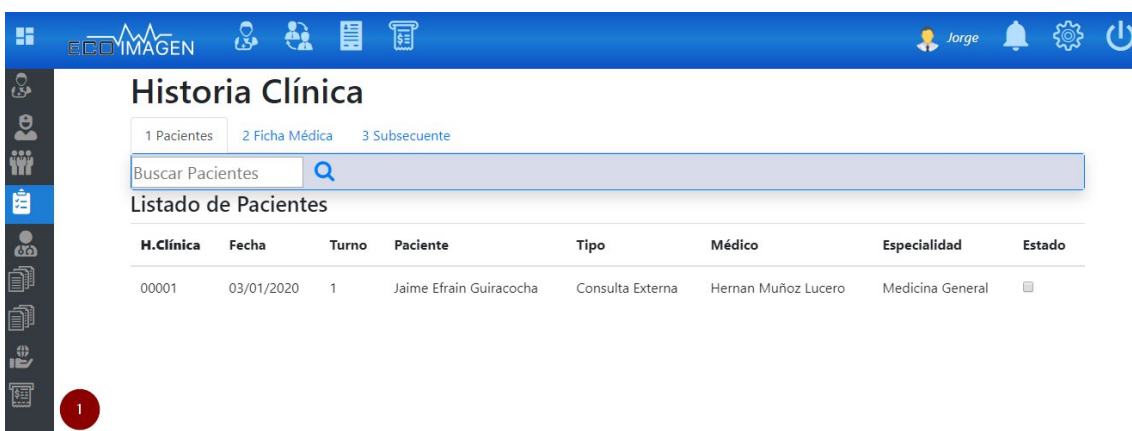 ECOIMAGEN
Jorge
Historia Clínica
1 Pacientes 2 Ficha Médica 3 Subsecuente
Buscar Pacientes
Listado de Pacientes
H.Clínica Fecha Turno Paciente Tipo Médico Especialidad Estado
00001 03/01/2020 1 Jaime Efrain Guiracocha Consulta Externa Hernan Muñoz Lucero Medicina General
1